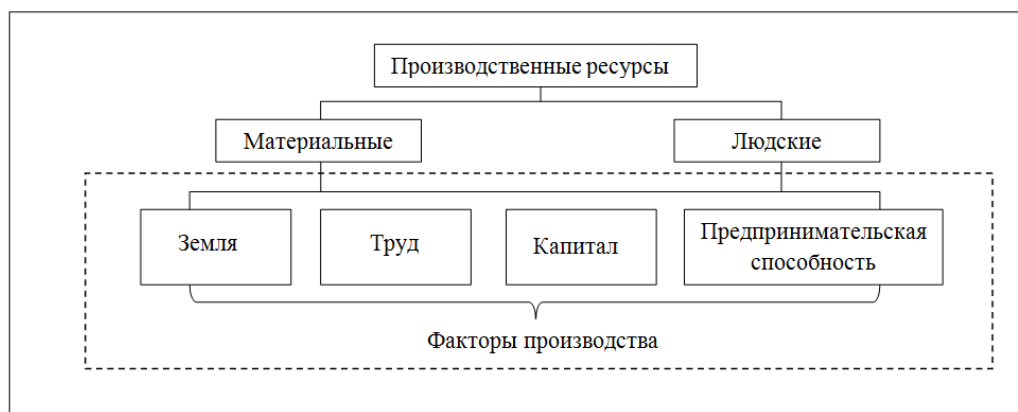 Производственные ресурсы
Материальные
Людские
Земля
Труд
Капитал
Предпринимательская
способность
Факторы производства